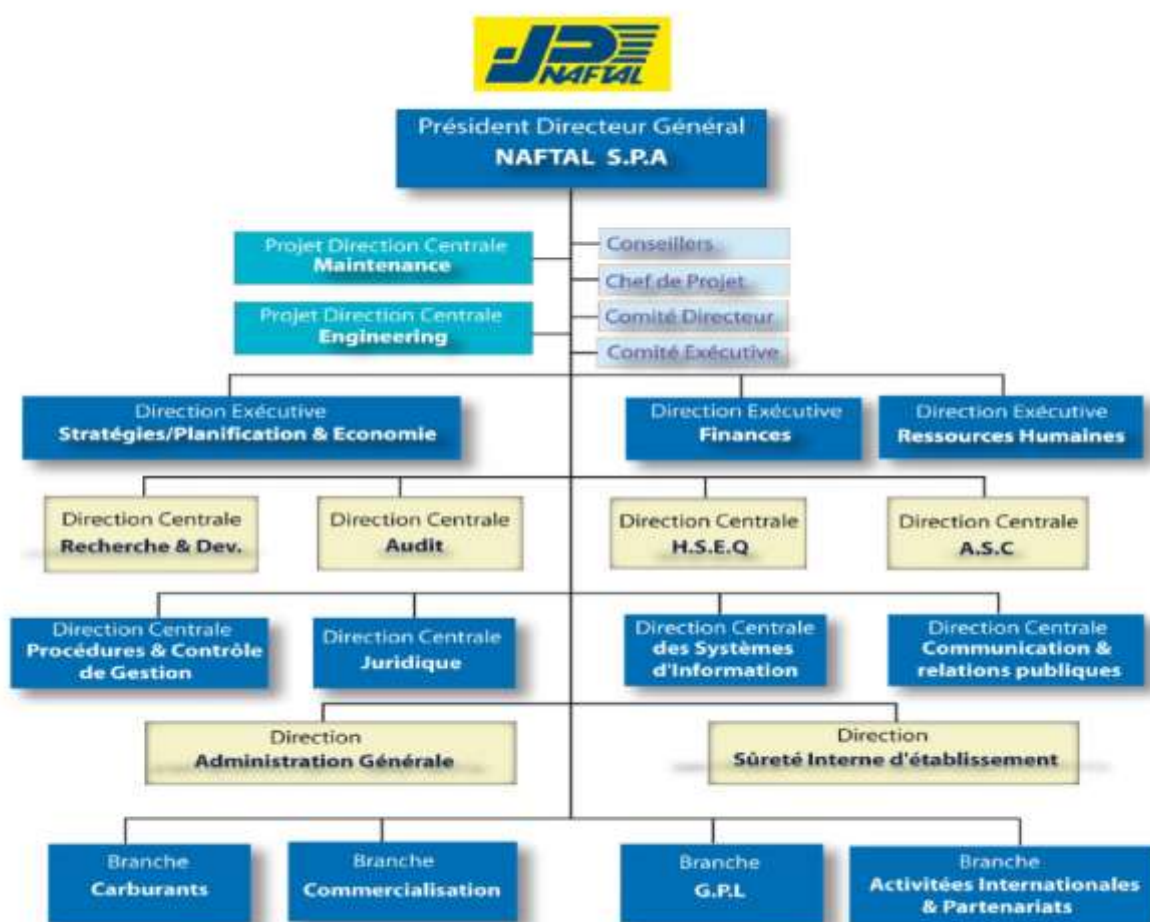 NAFTAL
Président Directeur Général
NAFTAL S.P.A
Projet Direction Centrale
Maintenance
Projet Direction Centrale
Engineering
Conseillers
Chef de Projet
Comité Directeur
Comité Exécutive
Direction Exécutive
Stratégies/Planification & Economie
Direction Exécutive
Finances
Direction Exécutive
Ressources Humaines
Direction Centrale
Recherche & Dev.
Direction Centrale
Audit
Direction Centrale
H.S.E.Q
Direction Centrale
A.S.C
Direction Centrale
Procédures & Contrôle
de Gestion
Direction Centrale
Juridique
Direction Centrale
des Systèmes
d'Information
Direction Centrale
Communication &
relations publiques
Direction
Administration Générale
Direction
Sûreté Interne d'établissement
Branche
Carburants
Branche
Commercialisation
Branche
G.P.L
Branche
Activitées Internationales
& Partenariats